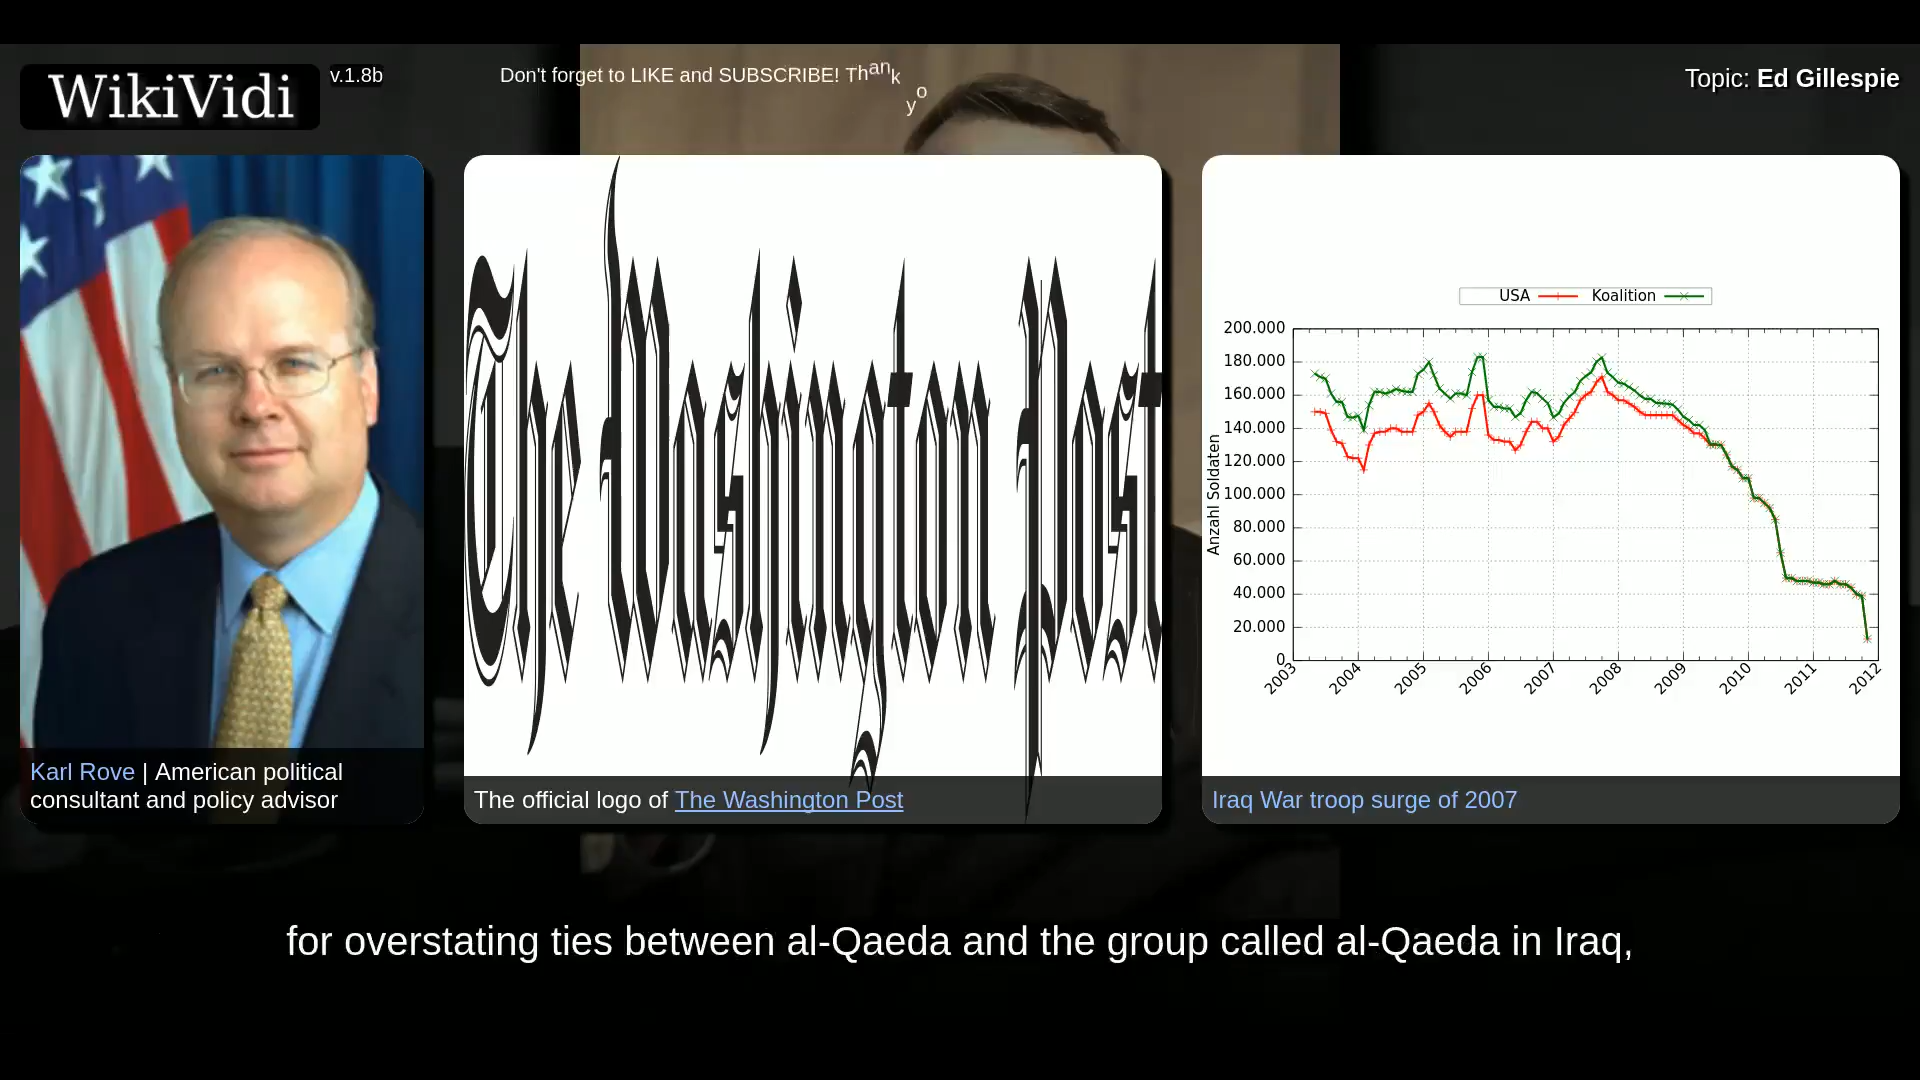 WikiVidi
v.1.8b
Don't forget to LIKE and SUBSCRIBE! Thank yo
Topic: Ed Gillespie
Karl Rove | American political
consultant and policy advisor
The Washington Post
The official logo of The Washington Post
USA
Koalition
Anzahl Soldaten
200.000
180.000
160.000
140.000
120.000
100.000
80.000
60.000
40.000
20.000
0
2003
2004
2005
2006
2007
2008
2009
2010
2011
2012
Iraq War troop surge of 2007
for overstating ties between al-Qaeda and the group called al-Qaeda in Iraq,